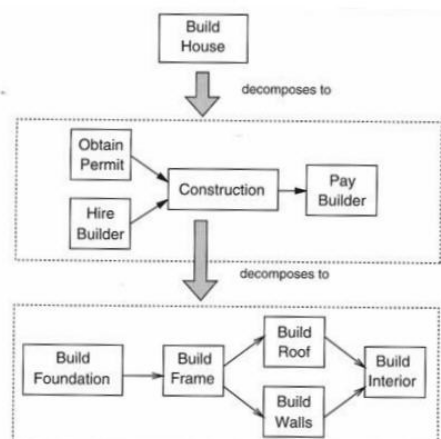 Build
House
decomposes to
Obtain
Permit
Construction
Pay
Builder
Hire
Builder
decomposes to
Build
Foundation
Build
Frame
Build
Roof
Build
Walls
Build
Interior